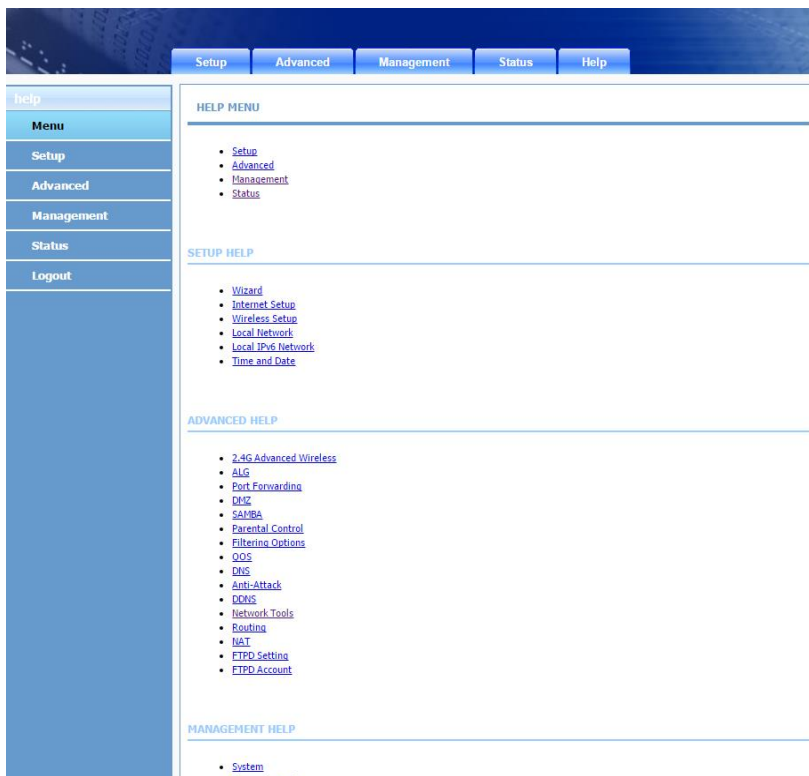 Setup Advanced Management Status Help
help
Menu
Setup
Advanced
Management
Status
Logout
HELP MENU
Setup
Advanced
Management
Status
SETUP HELP
Wizard
Internet Setup
Wireless Setup
Local Network
Local IPv6 Network
Time and Date
ADVANCED HELP
2.4G Advanced Wireless
ALG
Port Forwarding
DMZ
SAMBA
Parental Control
Filtering Options
QOS
DNS
Anti-Attack
DDNS
Network Tools
Routing
NAT
FTPD Setting
FTPD Account
MANAGEMENT HELP
System